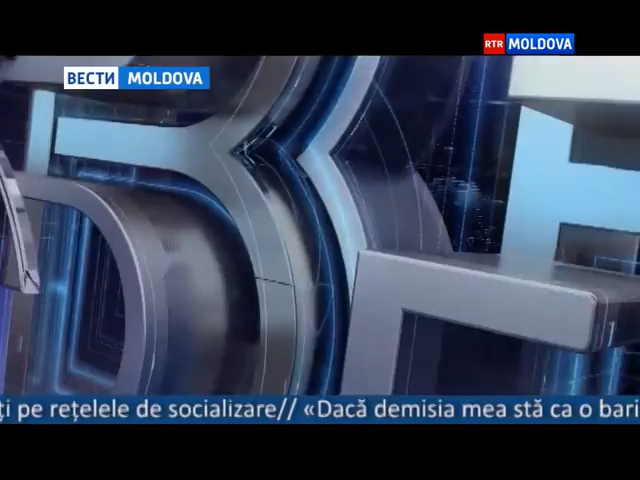 RTR MOLDOVA
ВЕСТИ MOLDOVA
ți pe rețelele de socializare// «Dacă demisia mea stă ca o bari